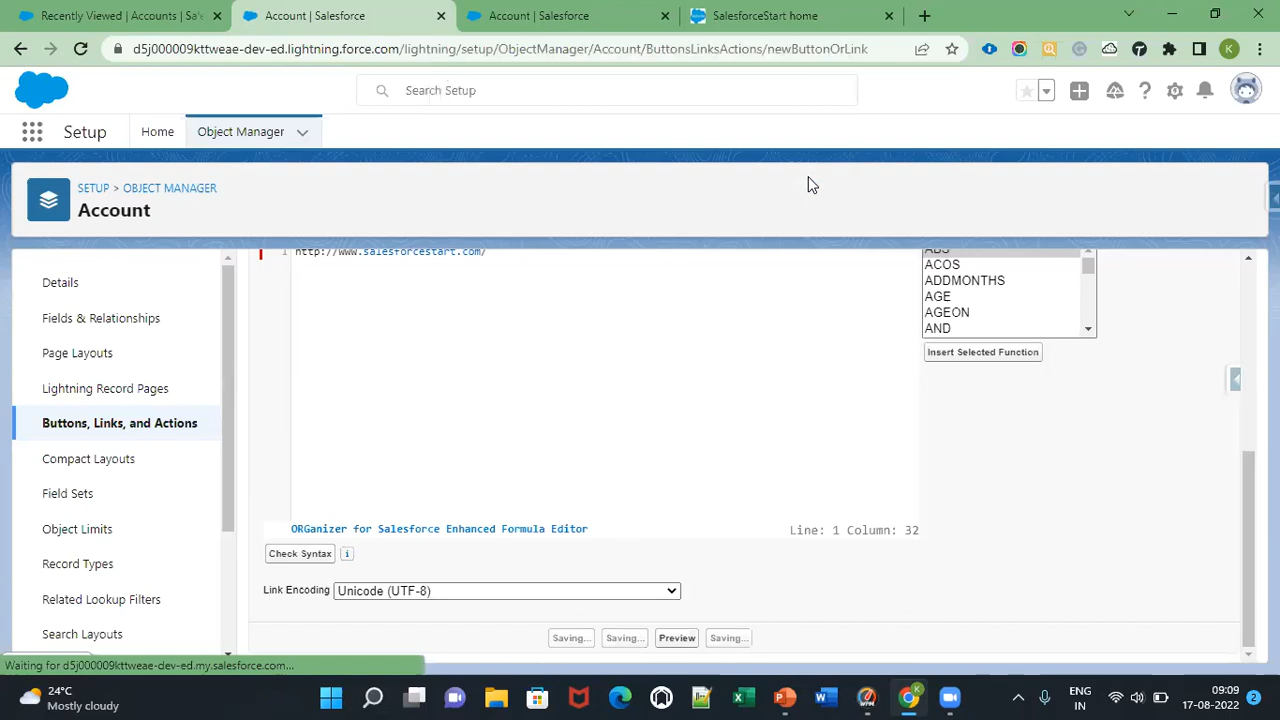 Recently Viewed | Accounts | Sales
Account | Salesforce
Account | Salesforce
SalesforceStart home
d5j000009kttweae-dev-ed.lightning.force.com/lightning/setup/ObjectManager/Account/ButtonsLinksActions/newButtonOrLink
K
Search Setup
Setup
Home
Object Manager
SETUP > OBJECT MANAGER
Account
Details
Fields & Relationships
Page Layouts
Lightning Record Pages
Buttons, Links, and Actions
Compact Layouts
Field Sets
Object Limits
Record Types
Related Lookup Filters
Search Layouts
1 http://www.salesforcestart.com/
ABS
ACOS
ADDMONTHS
AGE
AGEON
AND
Insert Selected Function
ORGanizer for Salesforce Enhanced Formula Editor
Line: 1 Column: 32
Check Syntax
i
Link Encoding
Unicode (UTF-8)
Saving...
Saving...
Preview
Saving...
Waiting for d5j000009kttweae-dev-ed.my.salesforce.com...
24°C
Mostly cloudy
K
ENG
IN
09:09
17-08-2022
2